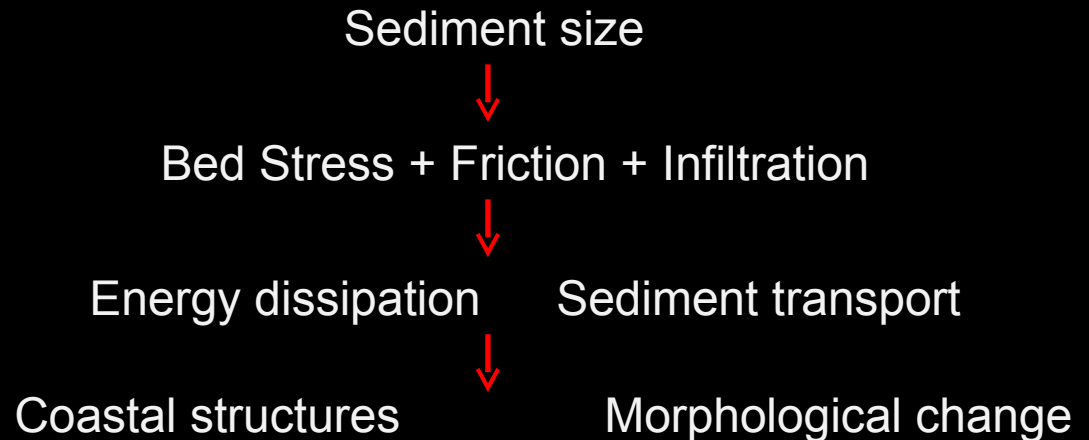 Sediment size
Bed Stress + Friction + Infiltration
Energy dissipation Sediment transport
Coastal structures Morphological change